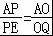 AP/PE = AO/OQ